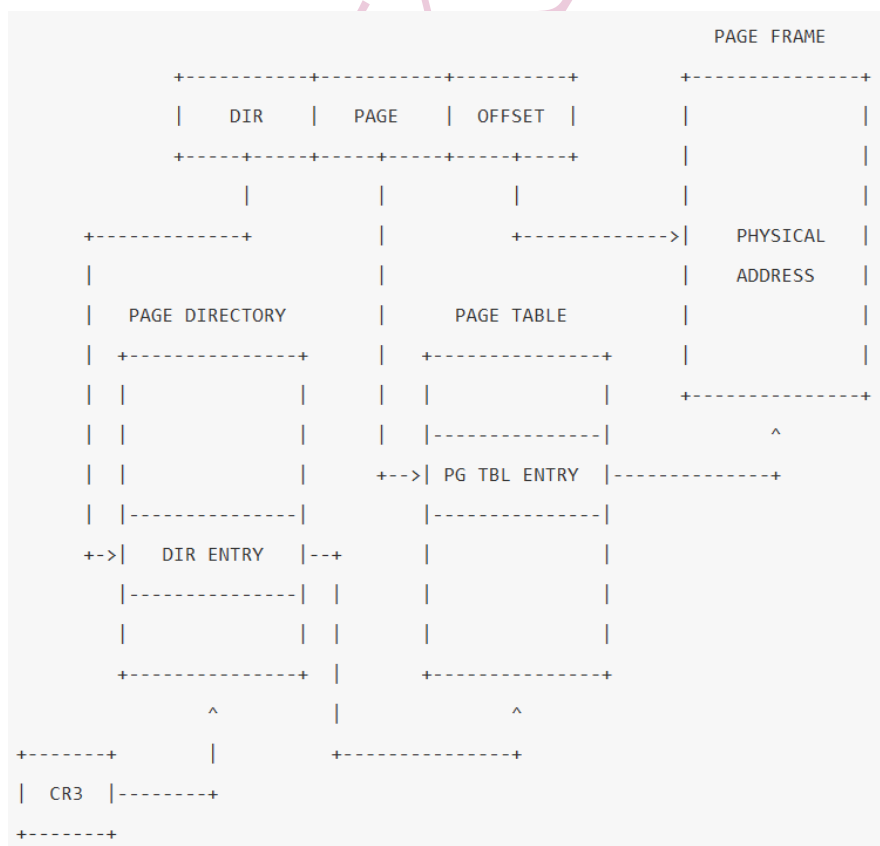 PAGE FRAME
+-----------+-----------+----------+ +---------------+
| DIR | PAGE | OFFSET | | |
+-----+-----+-----+-----+-----+----+ | |
| | | | |
+-------------+ | +------------->| PHYSICAL |
| | | ADDRESS |
| PAGE DIRECTORY | PAGE TABLE | |
| +---------------+ | +---------------+ | |
| | | | | | +---------------+
| | | | |---------------| ^
| | | +-->| PG TBL ENTRY |--------------+
| |---------------| |---------------|
+->| DIR ENTRY |--+ | |
|---------------| | | |
| | | | |
+---------------+ | +---------------+
^ | ^
+-------+ | +---------------+
| CR3 |--------+
+-------+